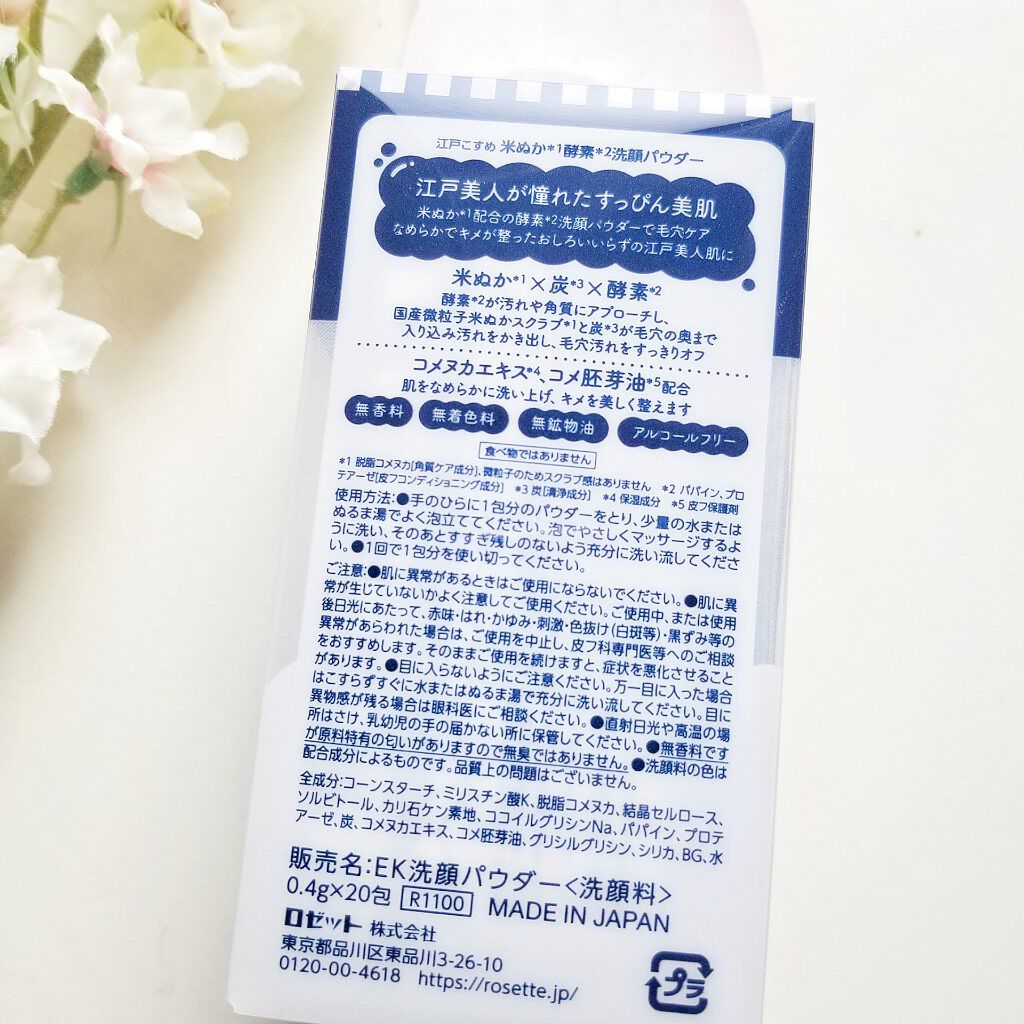 江戸こすめ 米ぬか*1酵素*2洗顔パウダー
江戸美人が憧れたすっぴん美肌
米ぬか*1配合の酵素*2洗顔パウダーで毛穴ケア
なめらかでキメが整ったおしろいいらずの江戸美人肌に
米ぬか*1×炭*3×酵素*2
酵素*2が汚れや角質にアプローチし、
国産微粒子米ぬかスクラブ*1と炭*3が毛穴の奥まで
入り込み汚れをかき出し、毛穴汚れをすっきりオフ
コメヌカエキス*4、コメ胚芽油*5配合
肌をなめらかに洗い上げ、キメを美しく整えます
無香料 無着色料 無鉱物油 アルコールフリー
食べ物ではありません
*1 脱脂コメヌカ[角質ケア成分]、微粒子のためスクラブ感はありません *2 パパイン、プロ
テアーゼ[皮フコンディショニング成分] *3 炭[清浄成分] *4 保湿成分 *5 皮フ保護剤
使用方法:●手のひらに1包分のパウダーをとり、少量の水または
ぬるま湯でよく泡立ててください。泡でやさしくマッサージするよ
うに洗い、そのあとすすぎ残しのないよう充分に洗い流してくださ
い。●1回で1包分を使い切ってください。
ご注意:●肌に異常があるときはご使用にならないでください。●肌に異
常が生じていないかよく注意してご使用ください。ご使用中、または使用
後日光にあたって、赤味・はれ・かゆみ・刺激・色抜け(白斑等)・黒ずみ等の
異常があらわれた場合は、ご使用を中止し、皮フ科専門医等へのご相談
をおすすめします。そのままご使用を続けますと、症状を悪化させること
があります。●目に入らないようにご注意ください。万一目に入った場合
はこすらずすぐに水またはぬるま湯で充分に洗い流してください。目に
異物感が残る場合は眼科医にご相談ください。●直射日光や高温の場
所はさけ、乳幼児の手の届かない所に保管してください。●無香料です
が原料特有の匂いがありますので無臭ではありません。●洗顔料の色は
配合成分によるものです。品質上の問題はございません。
全成分:コーンスターチ、ミリスチン酸K、脱脂コメヌカ、結晶セルロース、
ソルビトール、カリ石ケン素地、ココイルグリシンNa、パパイン、プロテ
アーゼ、炭、コメヌカエキス、コメ胚芽油、グリシルグリシン、シリカ、BG、水
販売名:EK洗顔パウダー<洗顔料>
0.4g×20包 R1100 MADE IN JAPAN
ロゼット 株式会社
東京都品川区東品川3-26-10
0120-00-4618 https://rosette.jp/
プラ